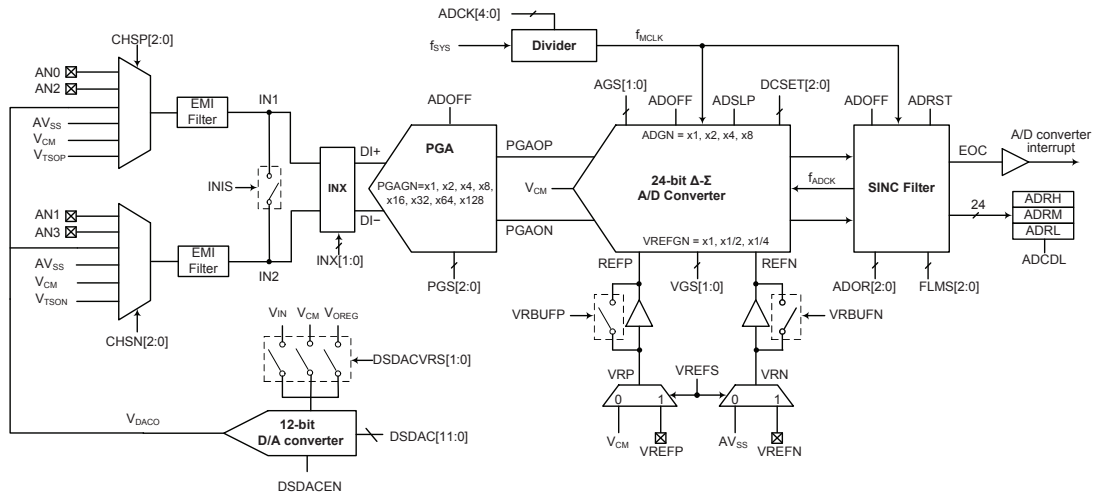 ADCK[4:0]
fSYS
Divider
fMCLK
CHSP[2:0]
AN0
AN2
AVSS
VCM
VTSOP
EMI
Filter
IN1
INIS
AN1
AN3
AVSS
VCM
VTSON
EMI
Filter
IN2
CHSN[2:0]
INX
INX[1:0]
DI+
DI−
ADOFF
PGA
PGAGN=x1, x2, x4, x8,
x16, x32, x64, x128
PGS[2:0]
PGAOP
PGAON
VCM
AGS[1:0]
ADOFF
ADSLP
DCSET[2:0]
ADGN = x1, x2, x4, x8
24-bit Δ-Σ
A/D Converter
VREFGN = x1, x1/2, x1/4
REFP
VGS[1:0]
REFN
fADCK
ADOFF
ADRST
SINC Filter
ADOR[2:0]
FLMS[2:0]
EOC
A/D converter
interrupt
24
ADRH
ADRM
ADRL
ADCDL
VRBUFP
VRBUFN
VRP
VREFS
VRN
0 1
0 1
VCM
VREFP
AVSS
VREFN
VIN
VCM
VOREG
DSDACVRS[1:0]
VDACO
12-bit
D/A converter
DSDAC[11:0]
DSDACEN